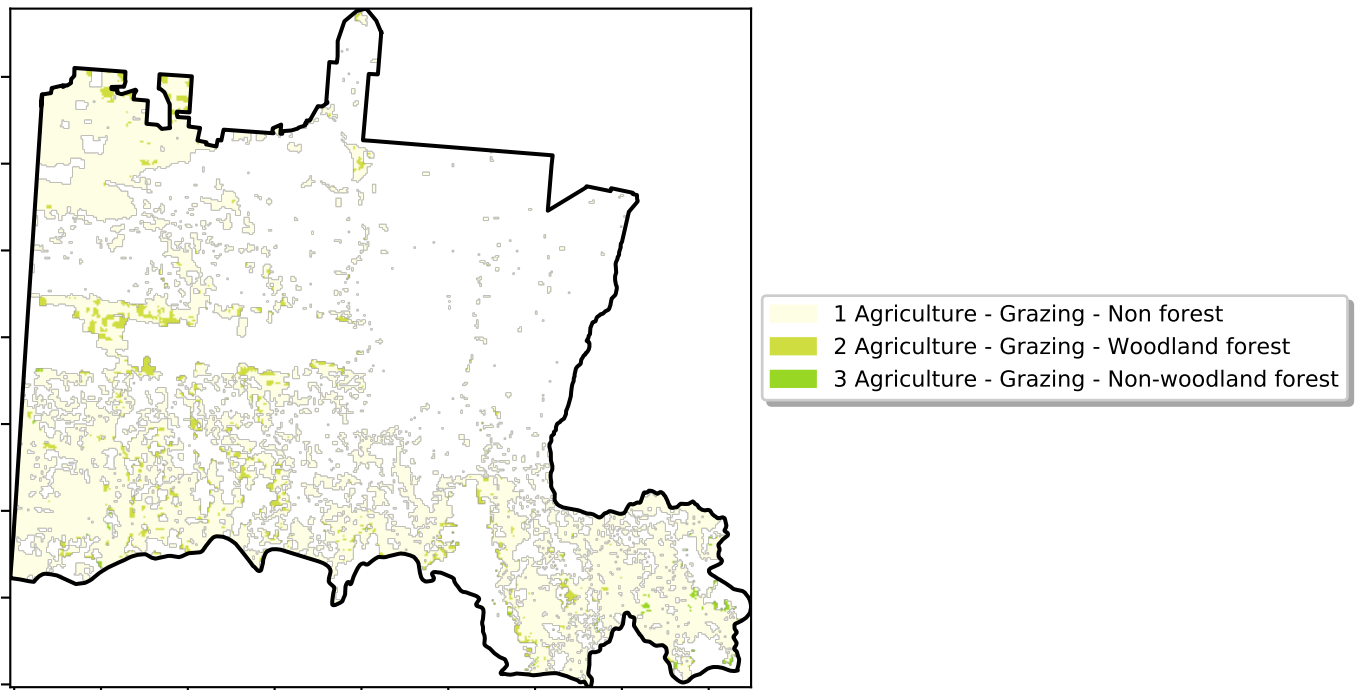 1 Agriculture - Grazing - Non forest
2 Agriculture - Grazing - Woodland forest
3 Agriculture - Grazing - Non-woodland forest